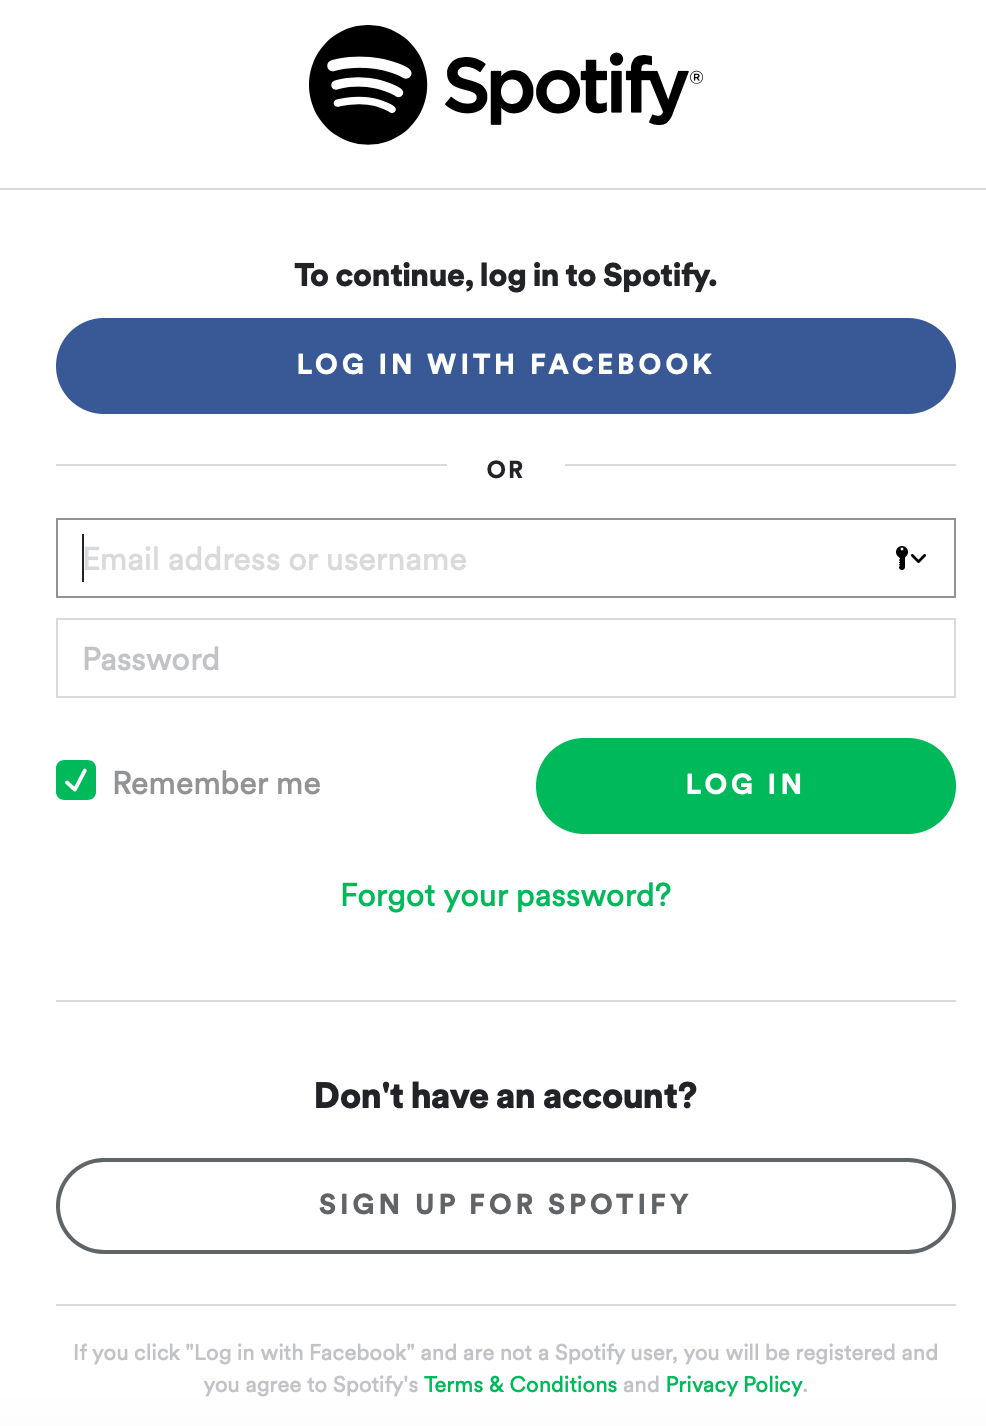 Spotify®
To continue, log in to Spotify.
LOG IN WITH FACEBOOK
OR
Email address or username
Password
Remember me
LOG IN
Forgot your password?
Don't have an account?
SIGN UP FOR SPOTIFY
If you click "Log in with Facebook" and are not a Spotify user, you will be registered and
you agree to Spotify's Terms & Conditions and Privacy Policy.